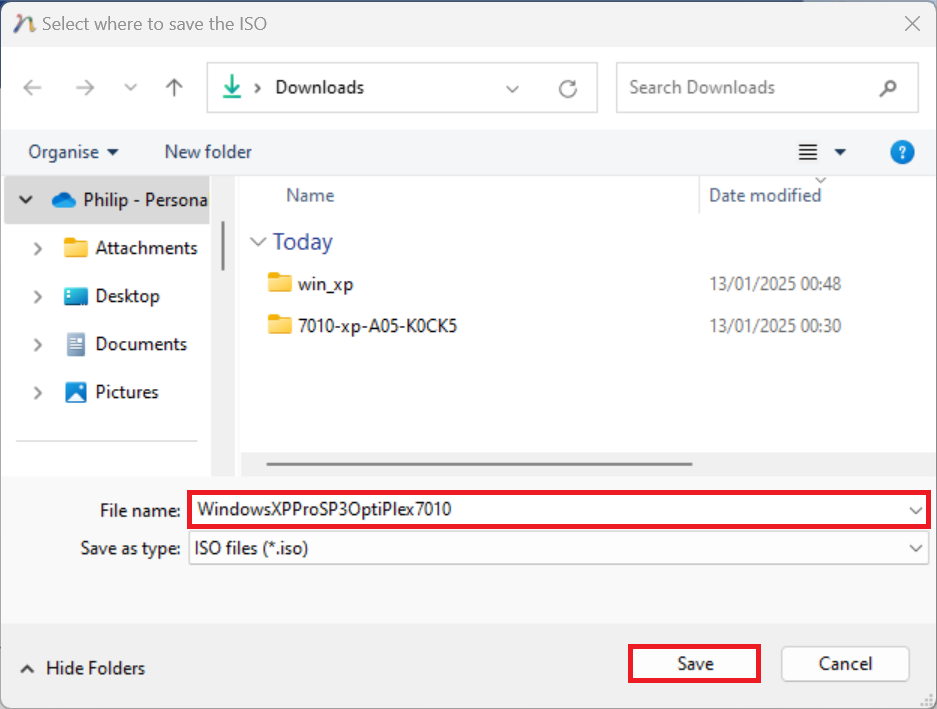 Select where to save the ISO
Downloads
Search Downloads
Organise
New folder
?
Philip - Persona
Attachments
Desktop
Documents
Pictures
Name
Date modified
Today
win_xp
13/01/2025 00:48
7010-xp-A05-K0CK5
13/01/2025 00:30
File name: WindowsXPProSP3OptiPlex7010
Save as type: ISO files (*.iso)
Hide Folders
Save
Cancel